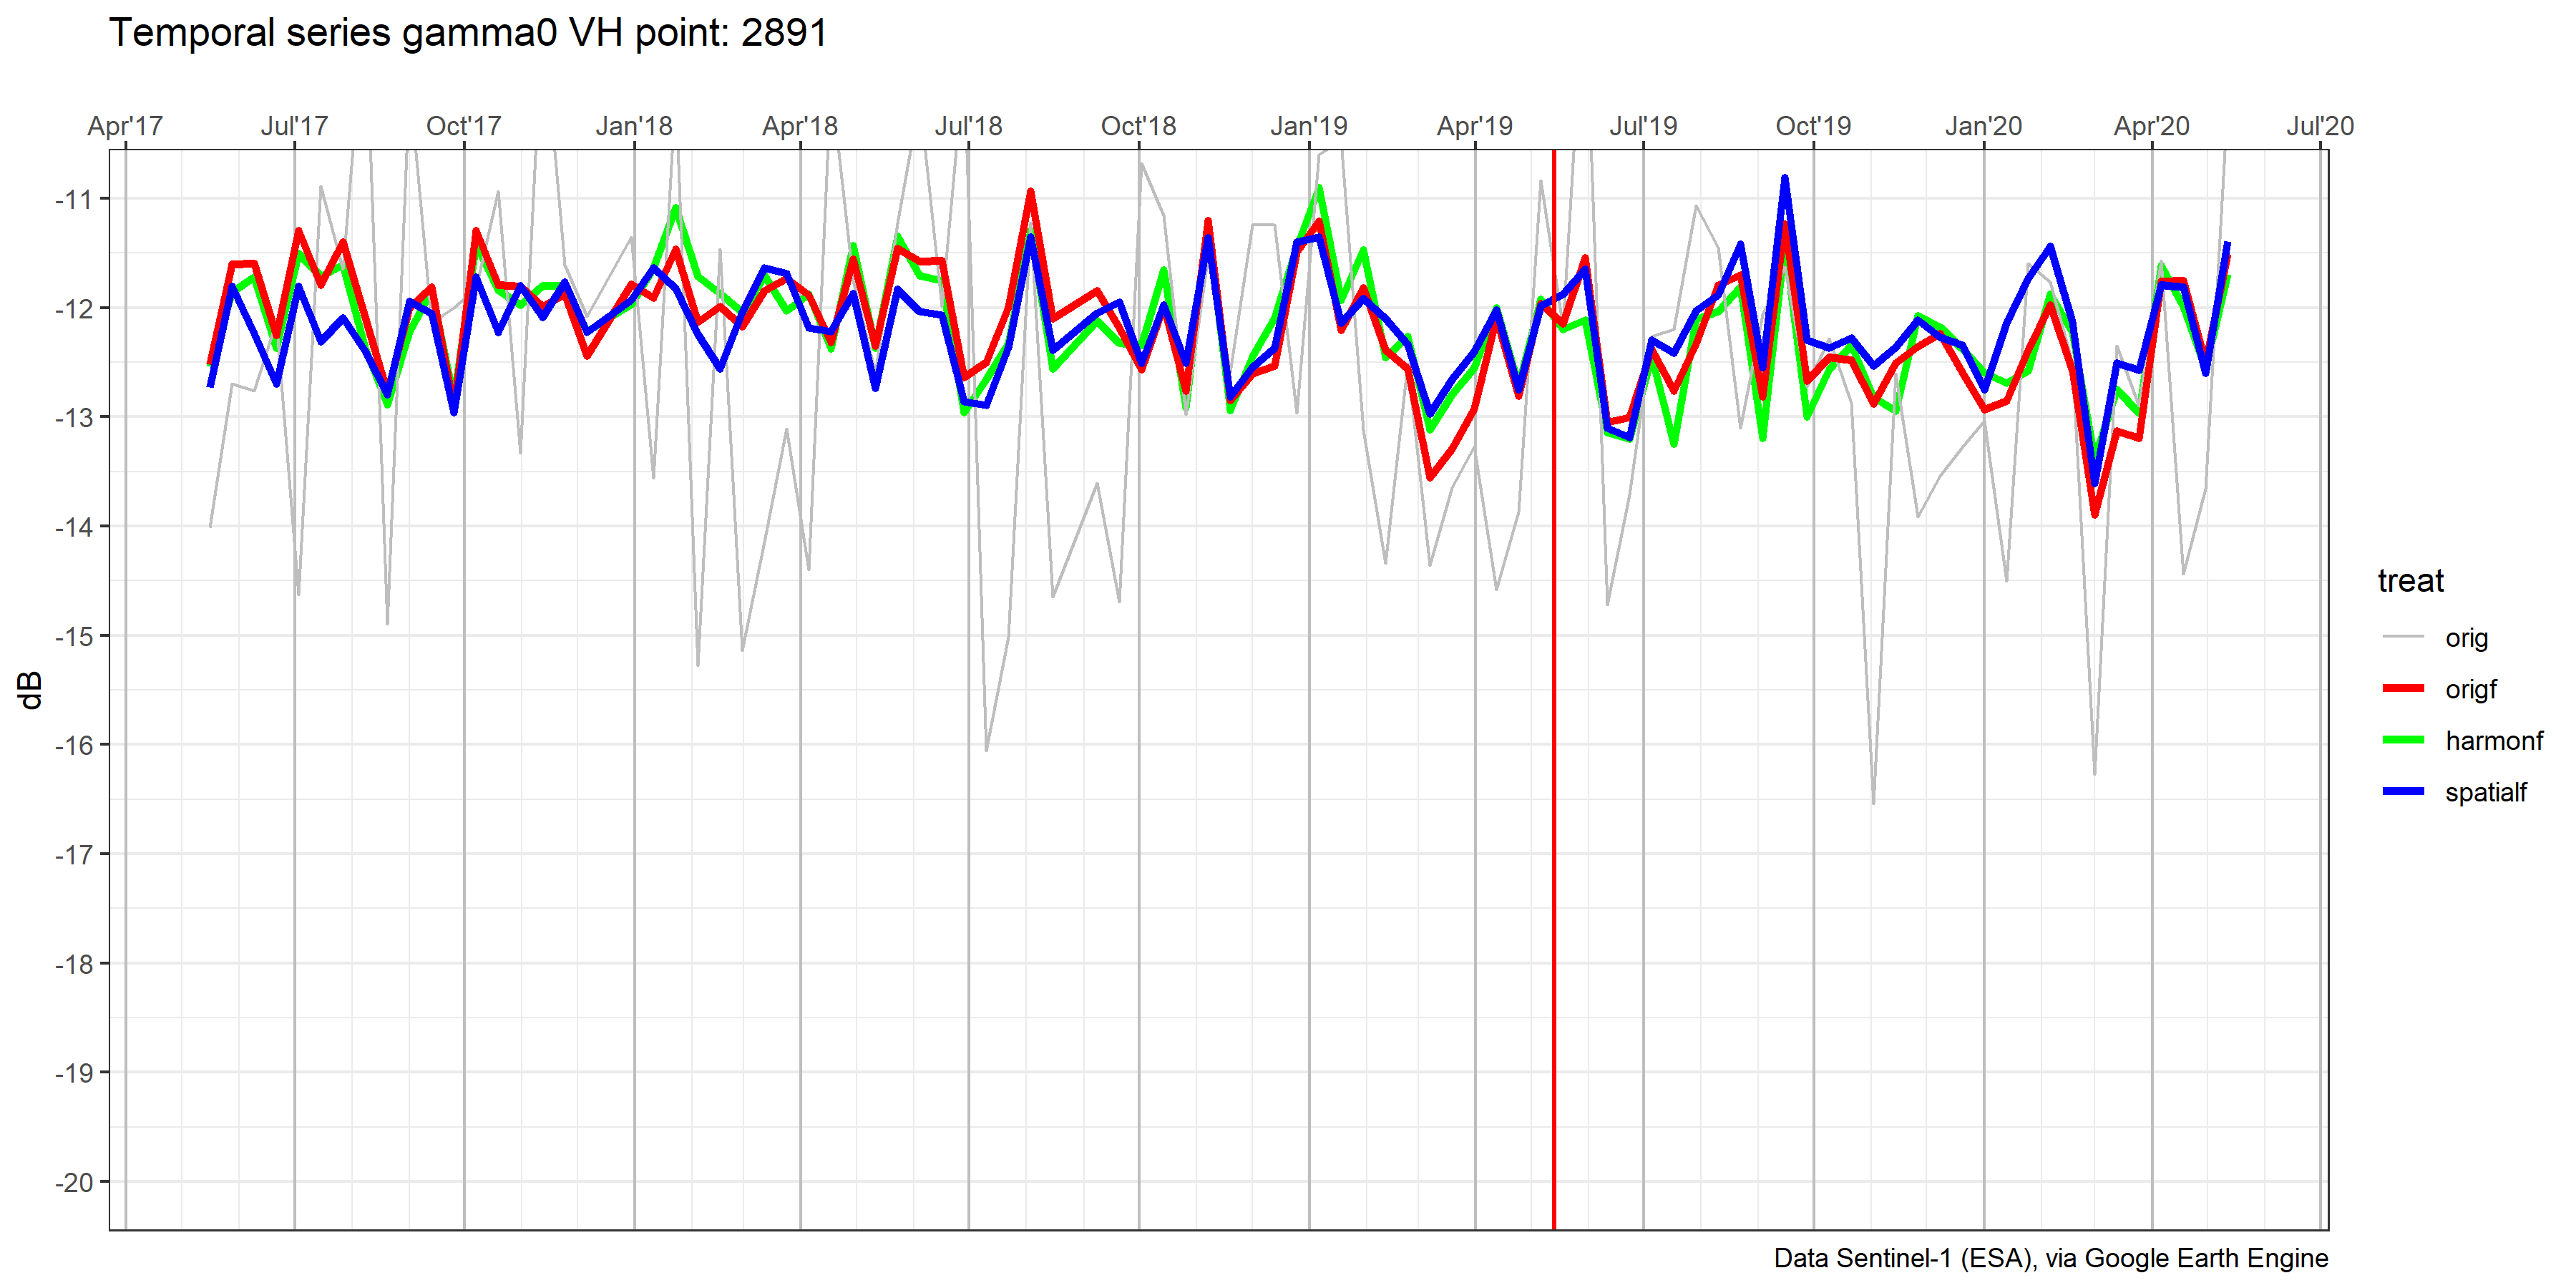 Temporal series gamma0 VH point: 2891
Apr'17 Jul'17 Oct'17 Jan'18 Apr'18 Jul'18 Oct'18 Jan'19 Apr'19 Jul'19 Oct'19 Jan'20 Apr'20 Jul'20
-11
-12
-13
-14
-15
-16
-17
-18
-19
-20
dB
treat
orig
origf
harmonf
spatialf
Data Sentinel-1 (ESA), via Google Earth Engine